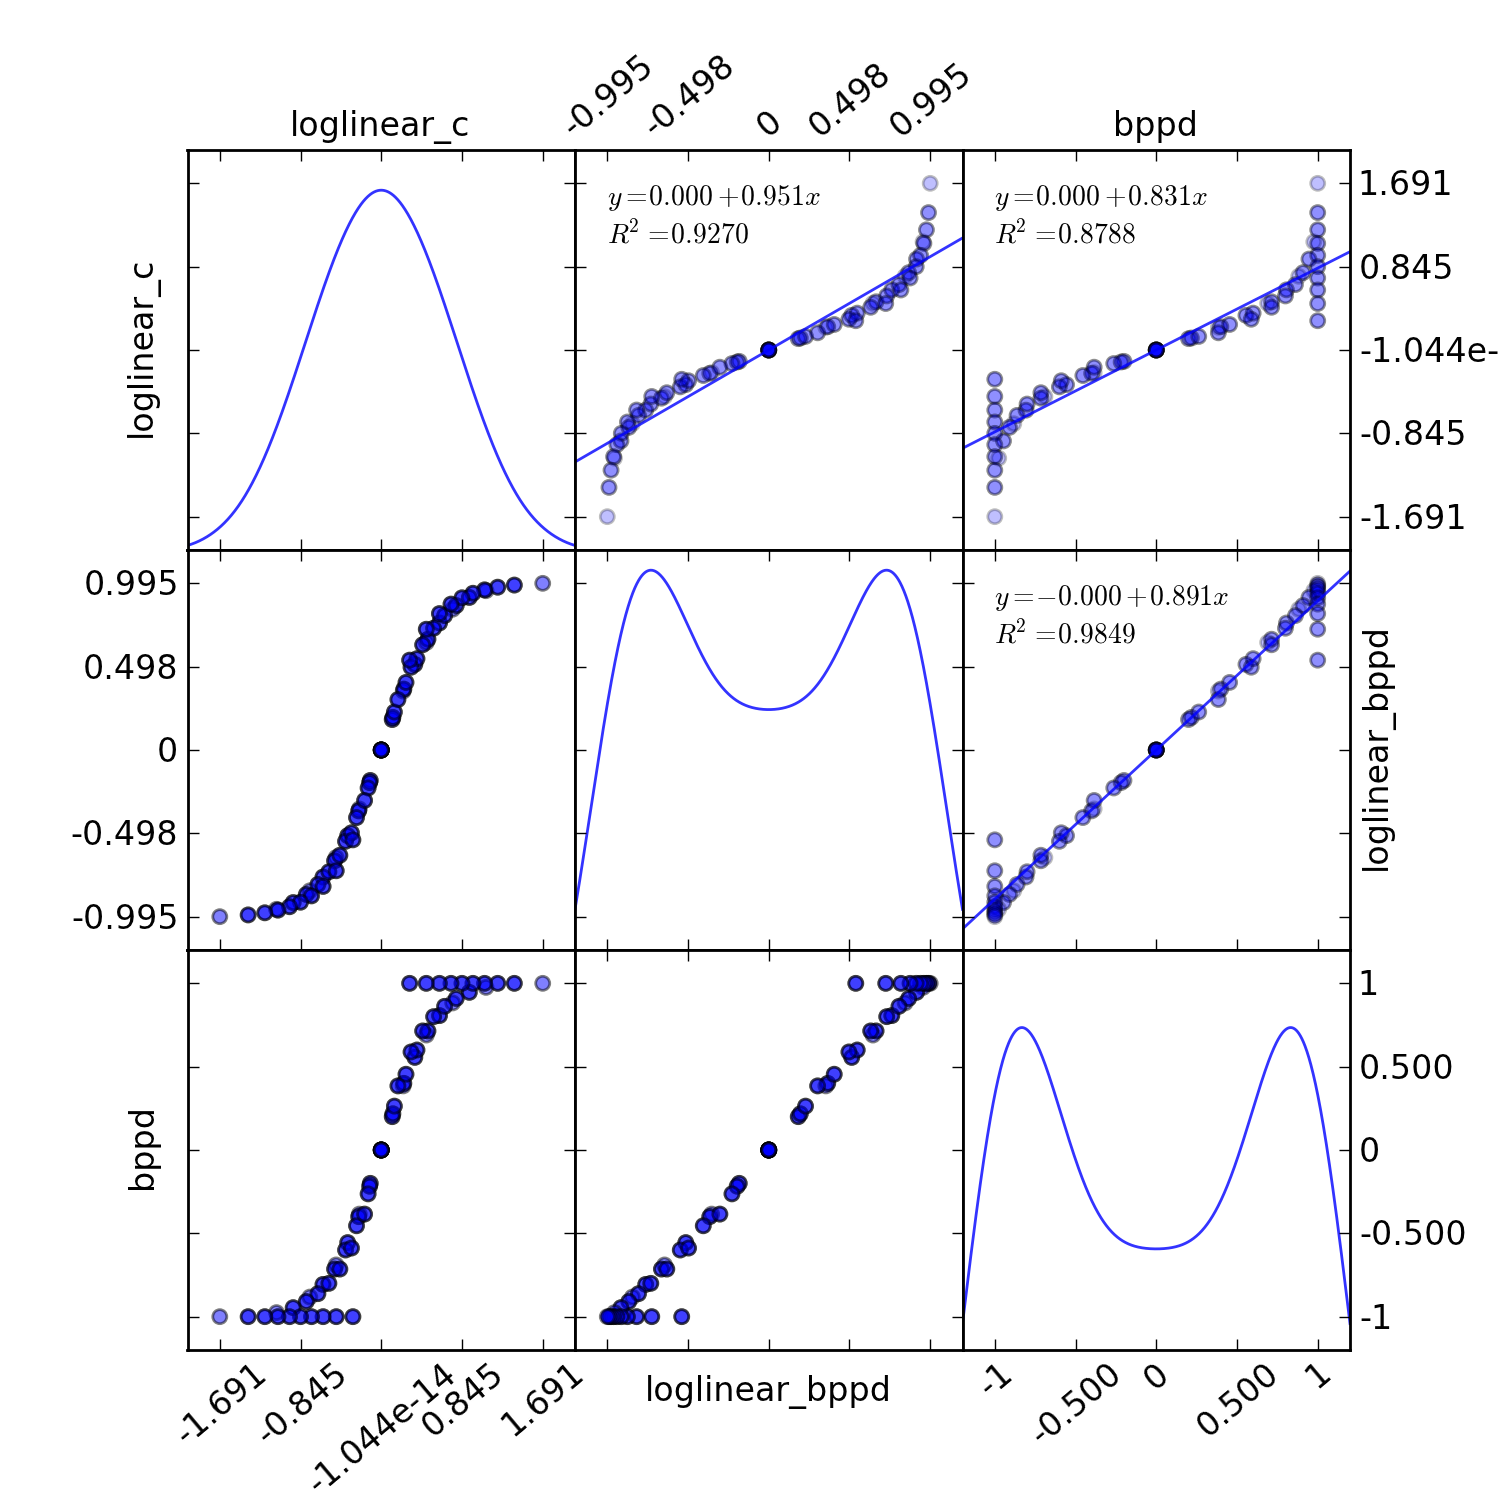 -0.995 -0.498 0 0.498 0.995
loglinear_c bppd
loglinear_c
y=0.000+0.951x
R² =0.9270
y=0.000+0.831x
R² =0.8788
1.691
0.845
-1.044e-
-0.845
-1.691
0.995
0.498
0
-0.498
-0.995
y=−0.000+0.891x
R² =0.9849
loglinear_bppd
bppd
1
0.500
0
-0.500
-1
-1.691 -0.845 -1.044e-14 0.845 1.691
loglinear_bppd
-1 -0.500 0 0.500 1